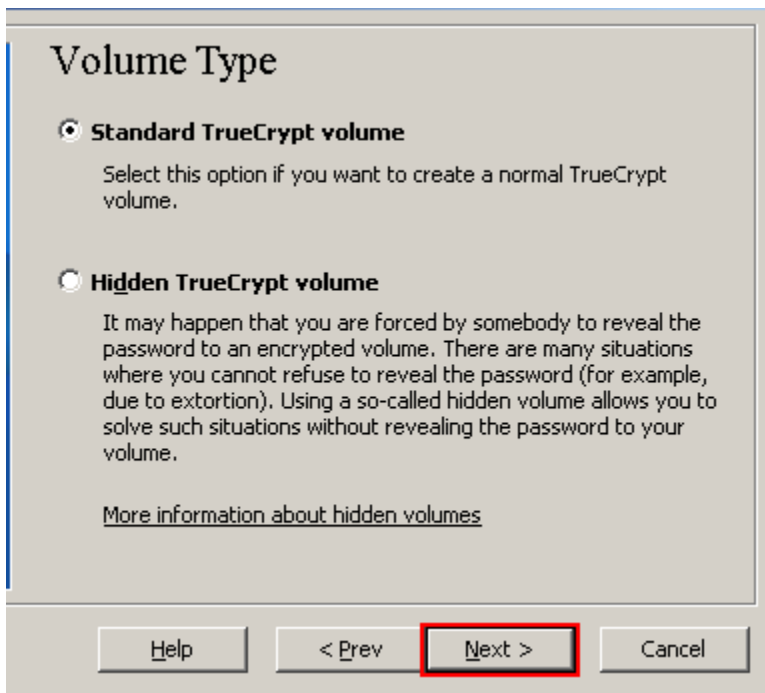 Volume Type
Standard TrueCrypt volume
Select this option if you want to create a normal TrueCrypt
volume.
Hidden TrueCrypt volume
It may happen that you are forced by somebody to reveal the
password to an encrypted volume. There are many situations
where you cannot refuse to reveal the password (for example,
due to extortion). Using a so-called hidden volume allows you to
solve such situations without revealing the password to your
volume.
More information about hidden volumes
Help < Prev Next > Cancel